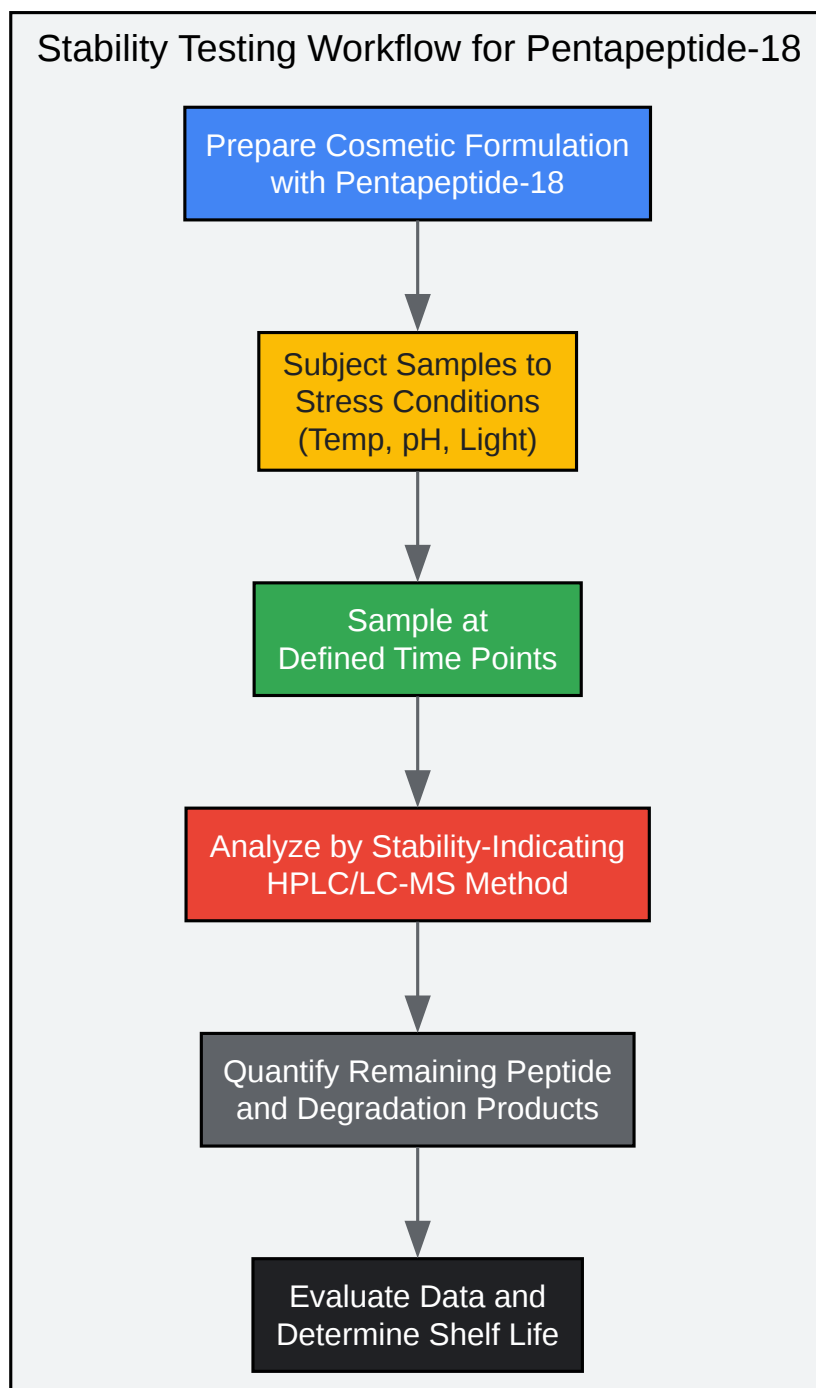 Stability Testing Workflow for Pentapeptide-18
Prepare Cosmetic Formulation
with Pentapeptide-18
Subject Samples to
Stress Conditions
(Temp, pH, Light)
Sample at
Defined Time Points
Analyze by Stability-Indicating
HPLC/LC-MS Method
Quantify Remaining Peptide
and Degradation Products
Evaluate Data and
Determine Shelf Life